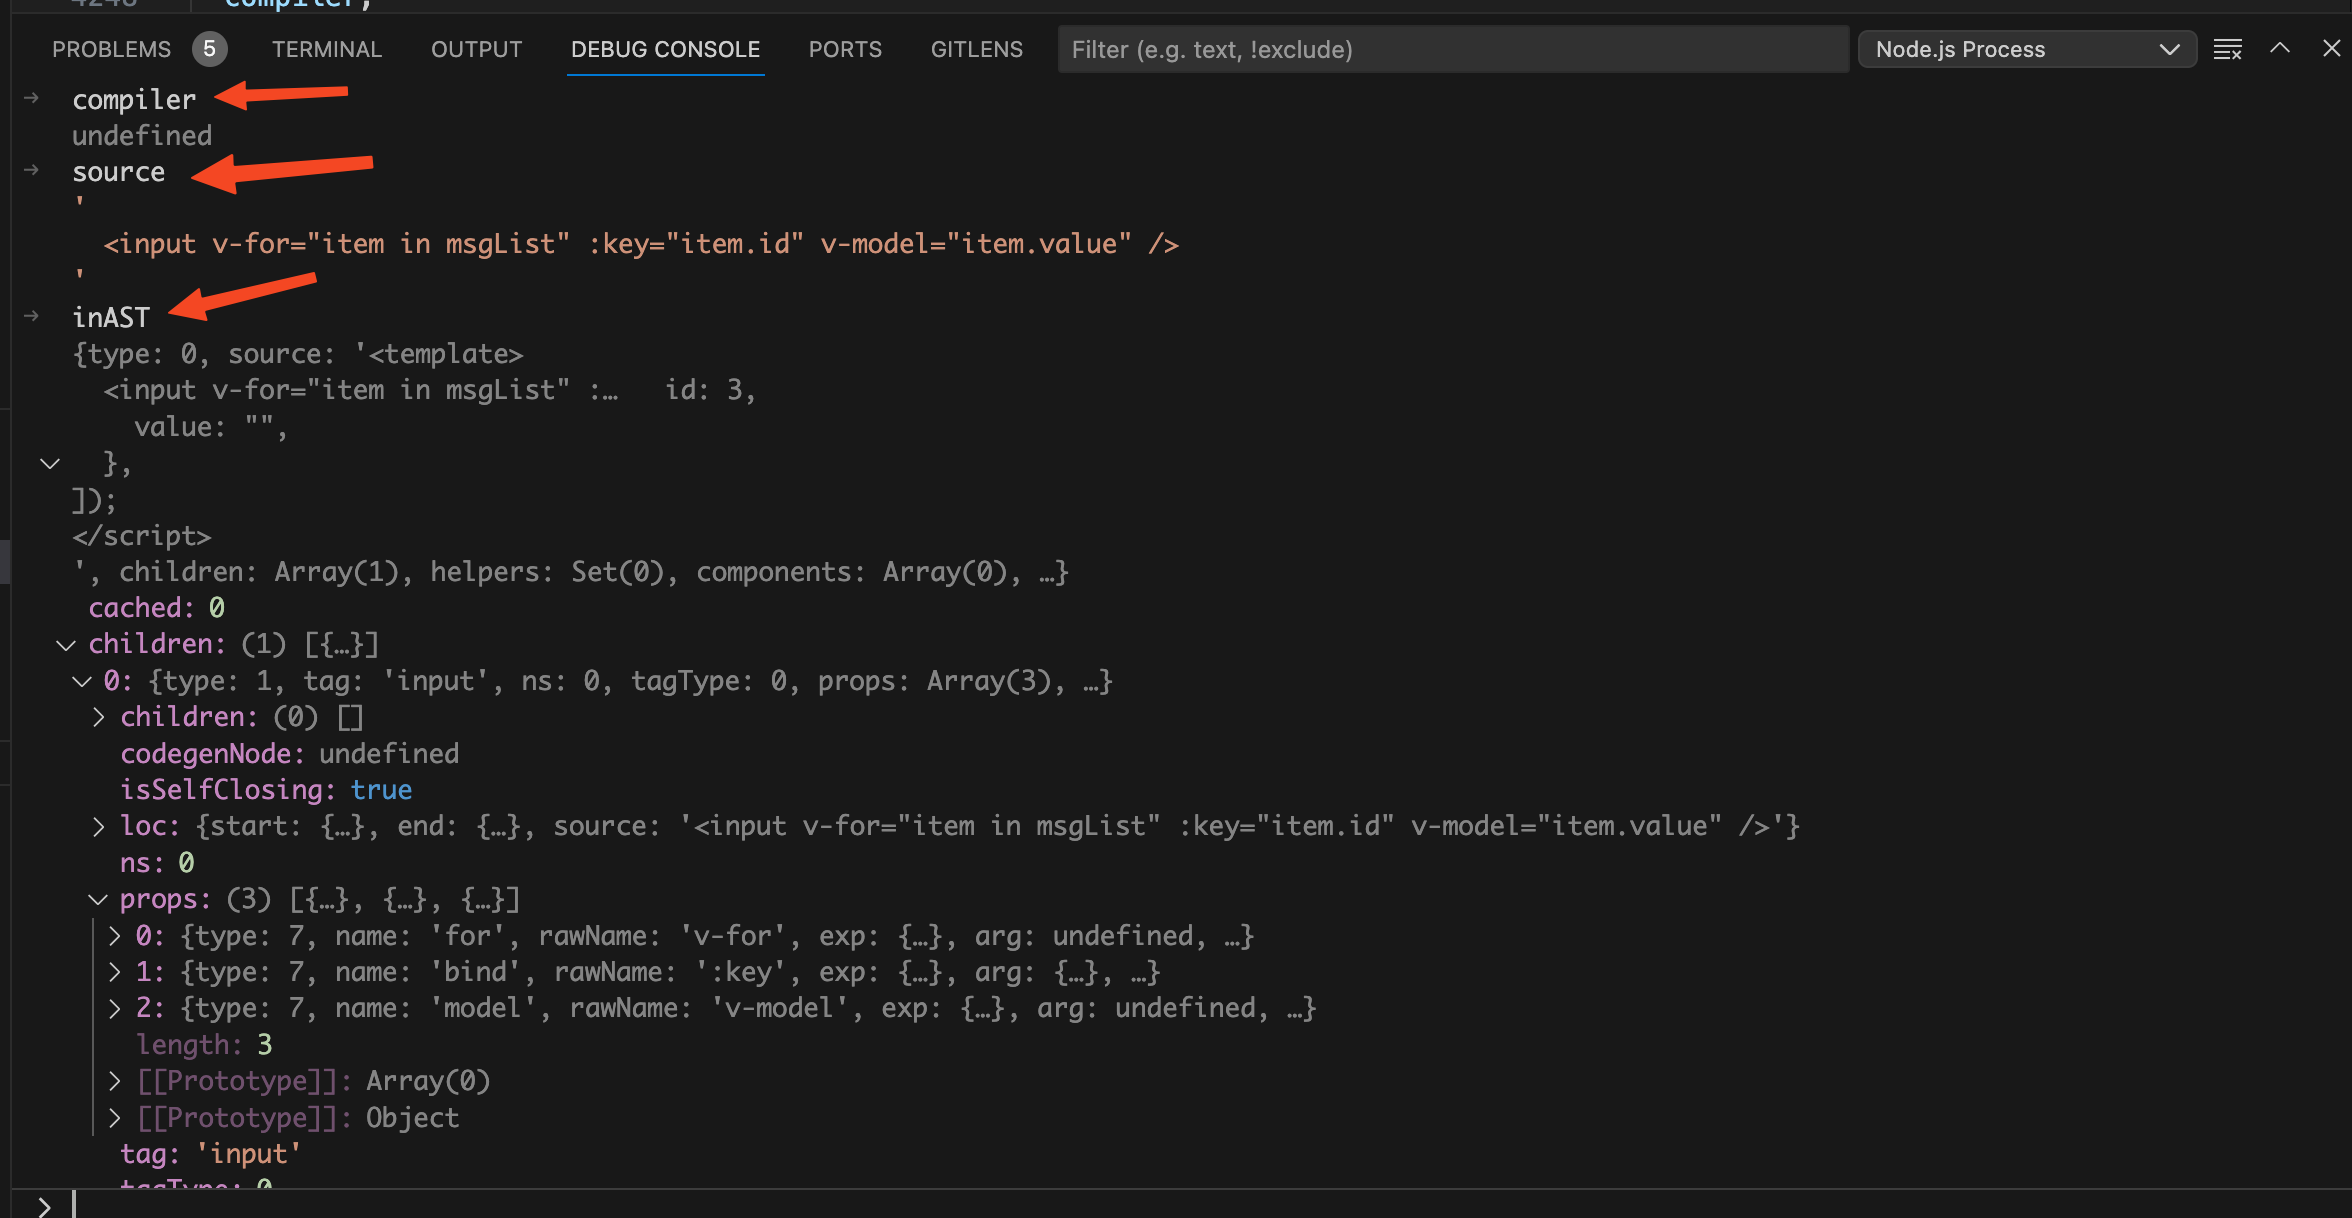 4248 compiler,
PROBLEMS 5 TERMINAL OUTPUT DEBUG CONSOLE PORTS GITLENS Filter (e.g. text, !exclude) Node.js Process
→ compiler
undefined
→ source
'
<input v-for="item in msgList" :key="item.id" v-model="item.value" />
'
→ inAST
{type: 0, source: '<template>
<input v-for="item in msgList" :… id: 3,
value: "",
},
]);
</script>
', children: Array(1), helpers: Set(0), components: Array(0), …}
cached: 0
children: (1) [{…}]
0: {type: 1, tag: 'input', ns: 0, tagType: 0, props: Array(3), …}
children: (0) []
codegenNode: undefined
isSelfClosing: true
loc: {start: {…}, end: {…}, source: '<input v-for="item in msgList" :key="item.id" v-model="item.value" />'}
ns: 0
props: (3) [{…}, {…}, {…}]
0: {type: 7, name: 'for', rawName: 'v-for', exp: {…}, arg: undefined, …}
1: {type: 7, name: 'bind', rawName: ':key', exp: {…}, arg: {…}, …}
2: {type: 7, name: 'model', rawName: 'v-model', exp: {…}, arg: undefined, …}
length: 3
[[Prototype]]: Array(0)
[[Prototype]]: Object
tag: 'input'
tagType: 0